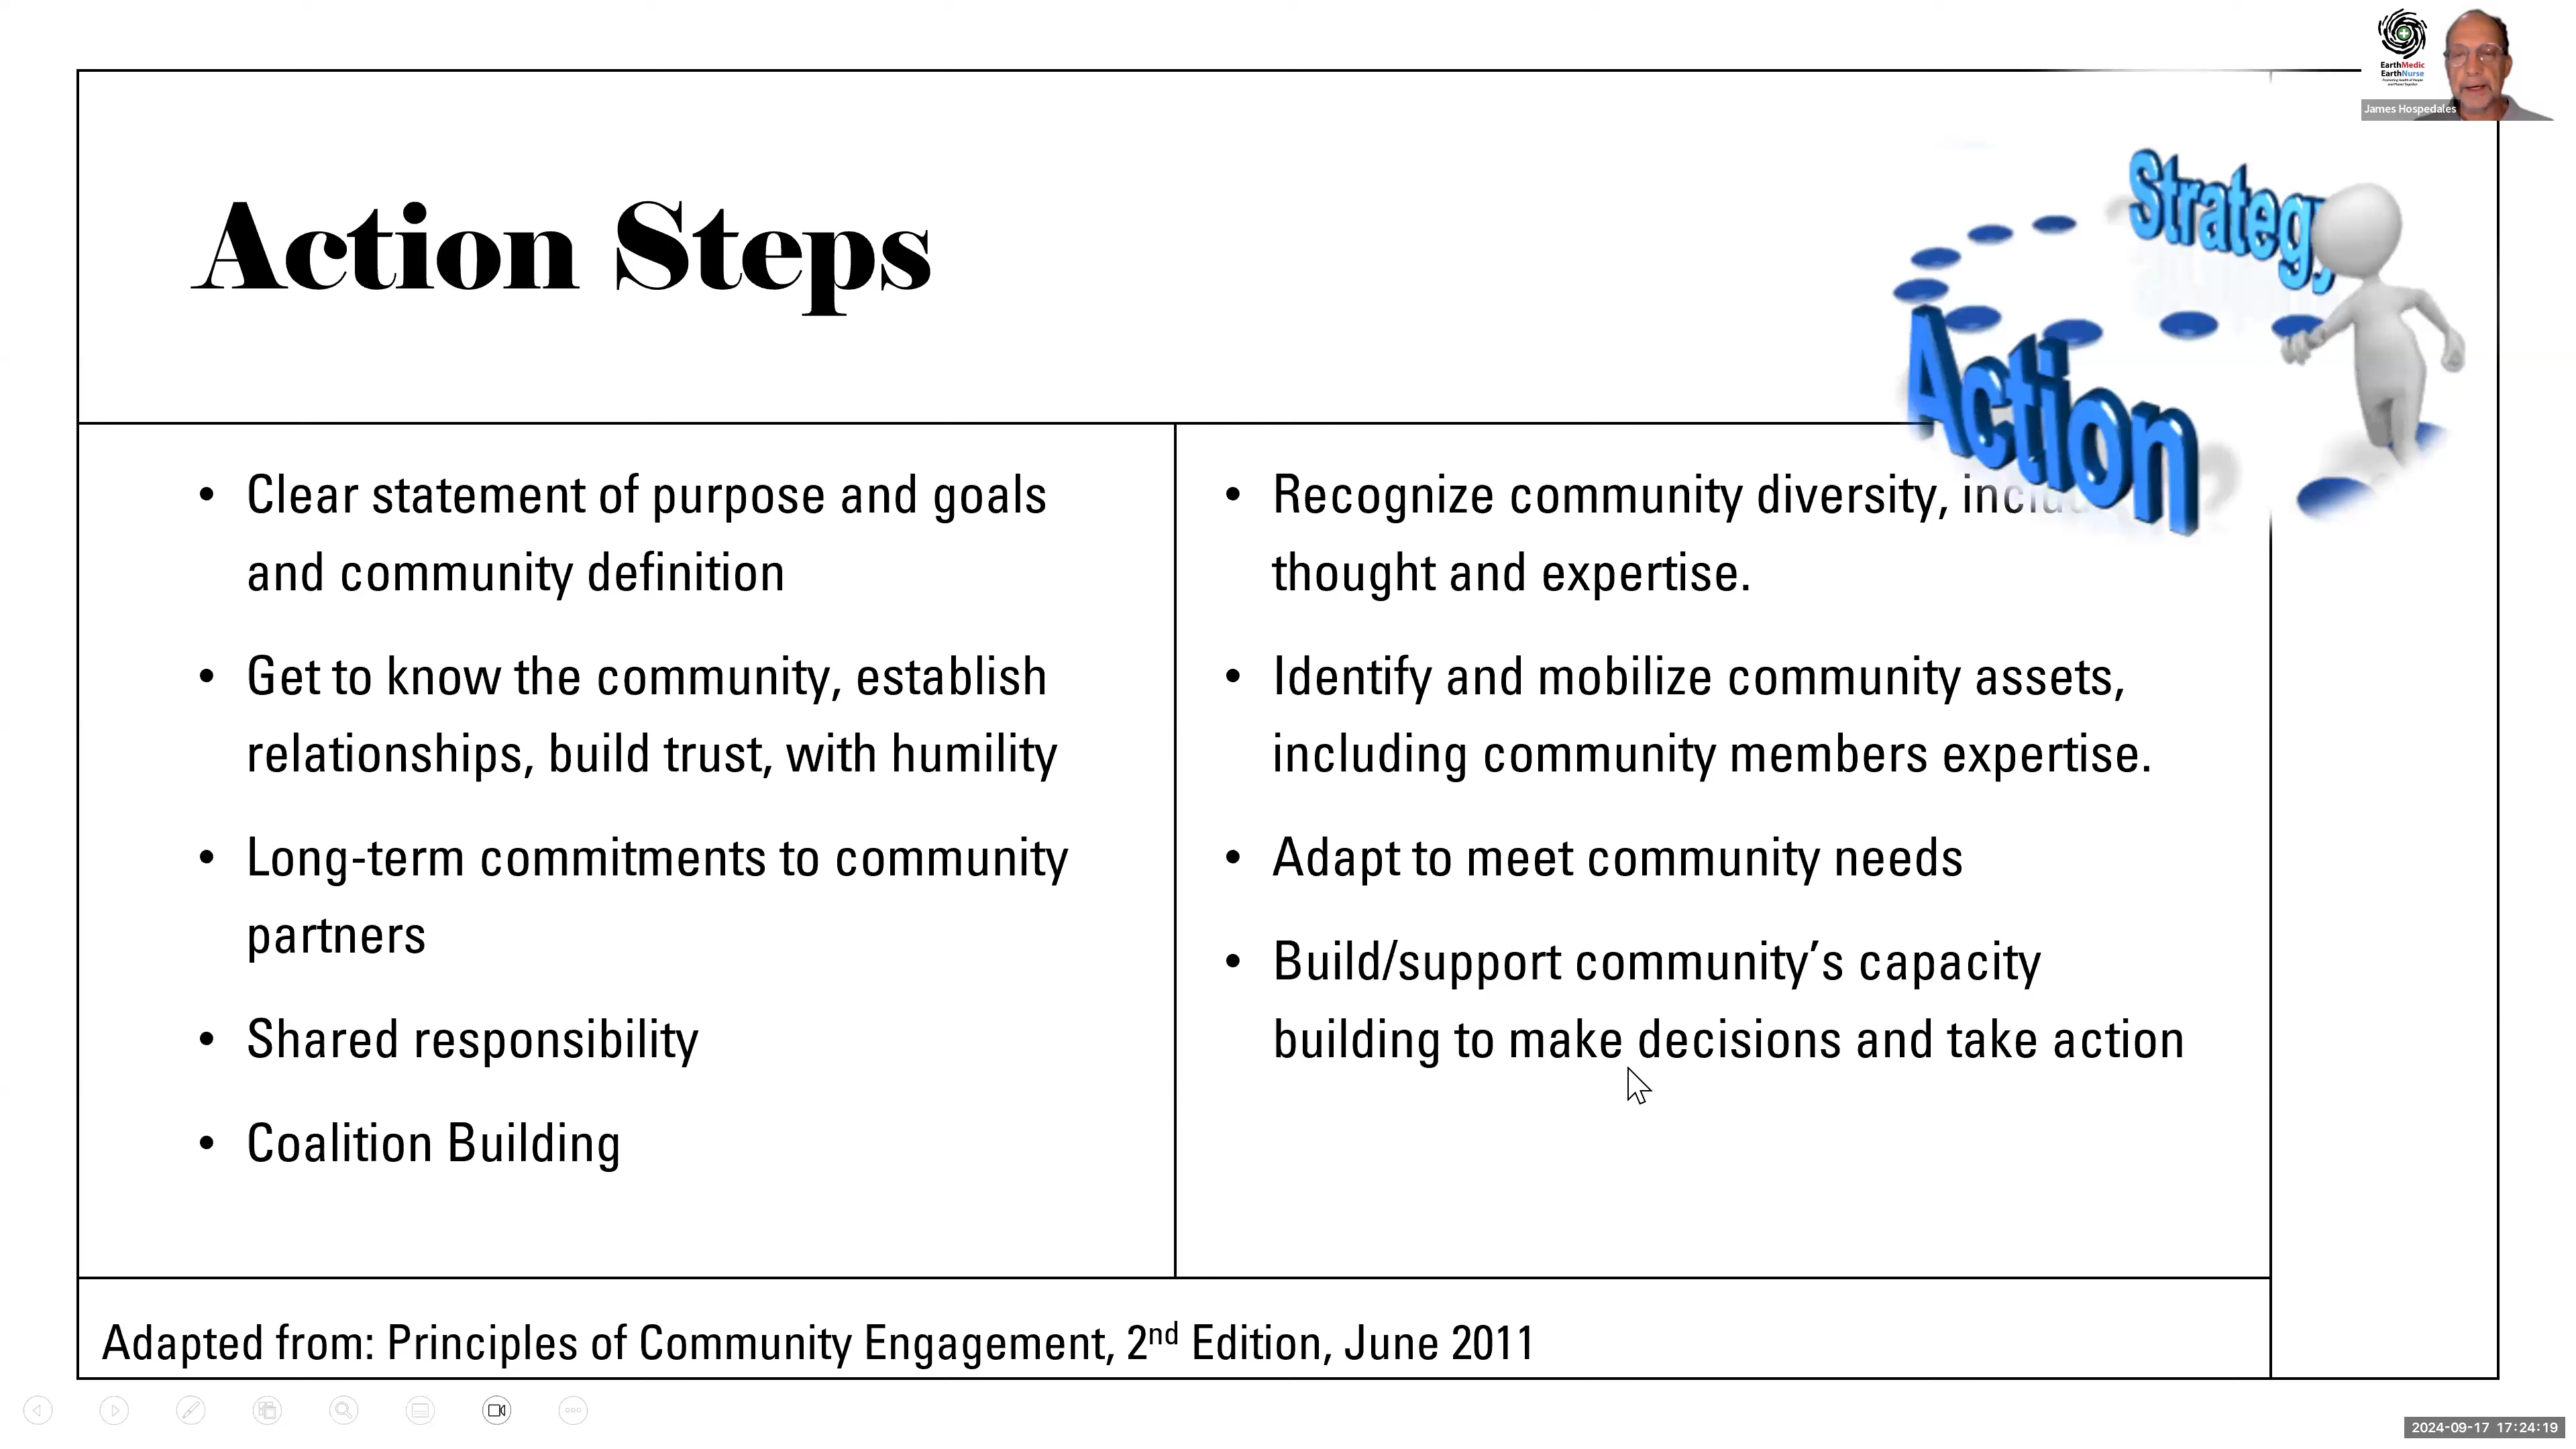 EarthMedic
EarthNurse
James Hospedales
Strategy
Action
Action Steps
• Clear statement of purpose and goals
and community definition
• Get to know the community, establish
relationships, build trust, with humility
• Long-term commitments to community
partners
• Shared responsibility
• Coalition Building
• Recognize community diversity,
thought and expertise.
• Identify and mobilize community assets,
including community members expertise.
• Adapt to meet community needs
• Build/support community’s capacity
building to make decisions and take action
Adapted from: Principles of Community Engagement, 2nd Edition, June 2011
2024-09-17 17:24:19